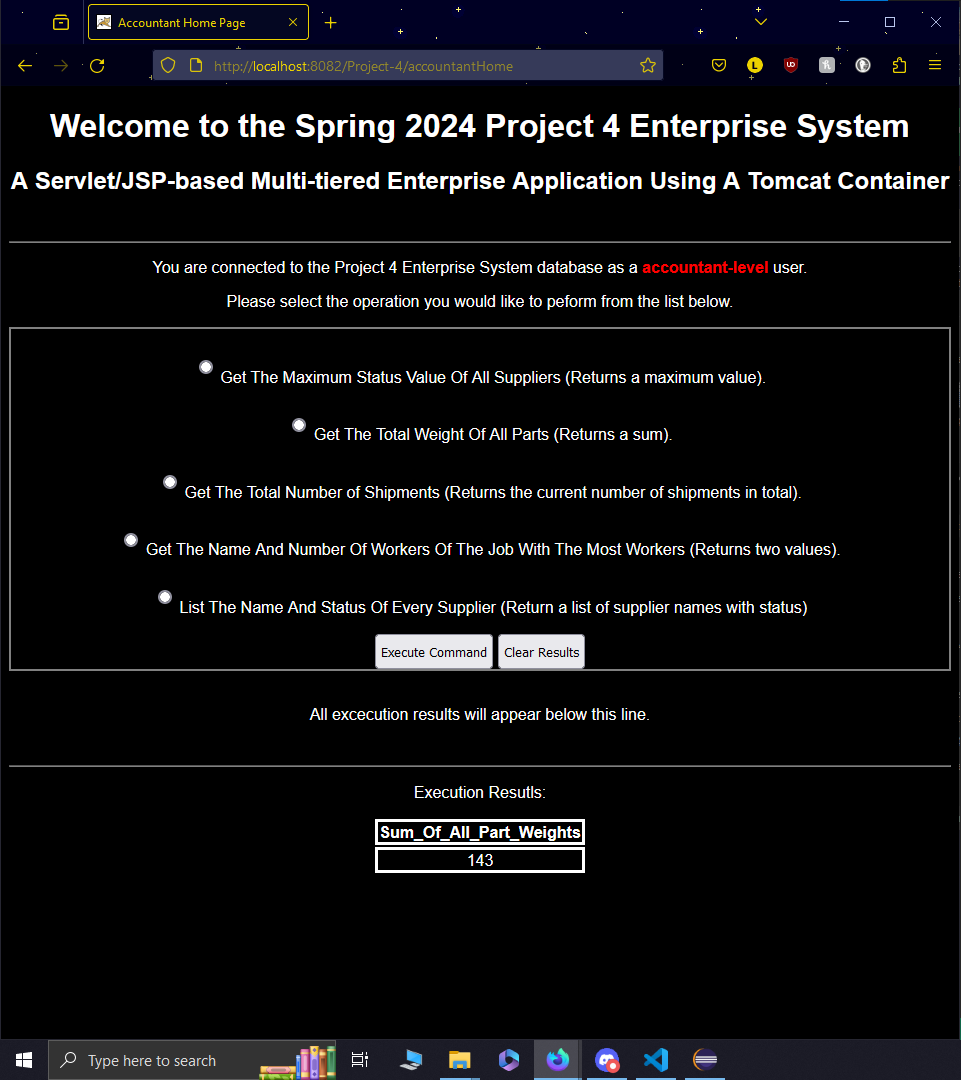 Accountant Home Page
http://localhost:8082/Project-4/accountantHome
L
UD
Welcome to the Spring 2024 Project 4 Enterprise System
A Servlet/JSP-based Multi-tiered Enterprise Application Using A Tomcat Container
You are connected to the Project 4 Enterprise System database as a accountant-level user.
Please select the operation you would like to peform from the list below.
Get The Maximum Status Value Of All Suppliers (Returns a maximum value).
Get The Total Weight Of All Parts (Returns a sum).
Get The Total Number of Shipments (Returns the current number of shipments in total).
Get The Name And Number Of Workers Of The Job With The Most Workers (Returns two values).
List The Name And Status Of Every Supplier (Return a list of supplier names with status)
Execute Command Clear Results
All excecution results will appear below this line.
Execution Resutls:
Sum_Of_All_Part_Weights
143
Type here to search